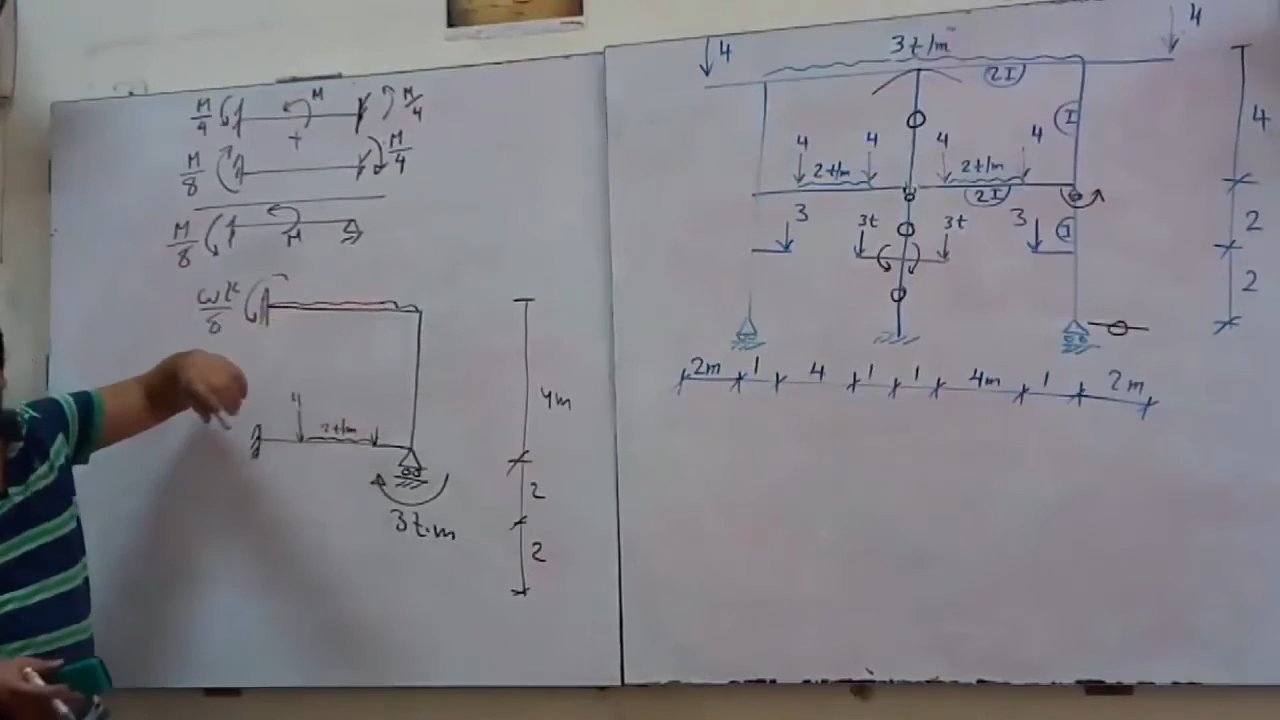 M/4 M M/4
+
M/8 M/4
M/8 M
wL²/8
4 2t/m
4m
2
2
3t.m
4 3t/m 4
2I
I
4 4 4 4
2t/m 2t/m
2I
3 3t 3t 3 I
4
2
2
2m 1 4 1 1 4m 1 2m